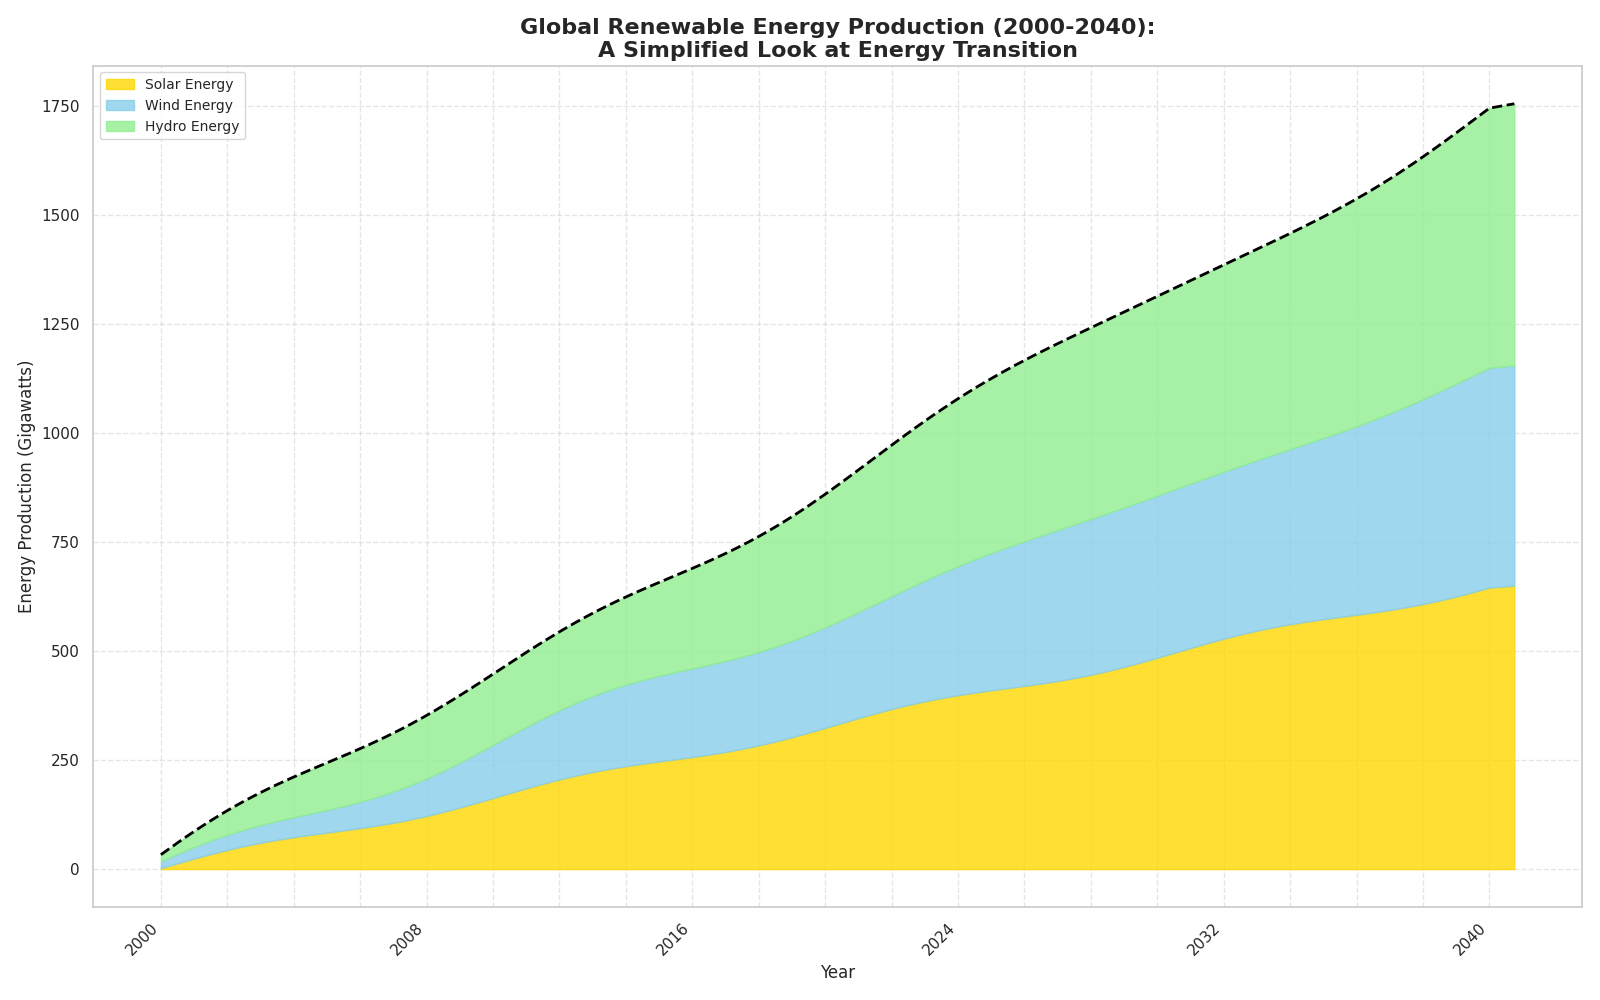 Global Renewable Energy Production (2000-2040):
A Simplified Look at Energy Transition
Solar Energy
Wind Energy
Hydro Energy
Energy Production (Gigawatts)
1750
1500
1250
1000
750
500
250
0
2000
2008
2016
2024
2032
2040
Year